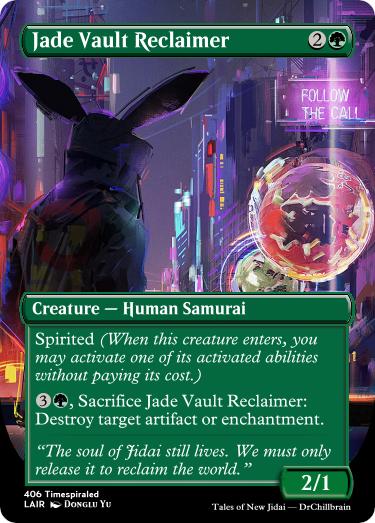 Jade Vault Reclaimer 2
FOLLOW
THE CALL
Creature — Human Samurai
Spirited (When this creature enters, you
may activate one of its activated abilities
without paying its cost.)
3, Sacrifice Jade Vault Reclaimer:
Destroy target artifact or enchantment.
“The soul of Jidai still lives. We must only
release it to reclaim the world.”
2/1
406 Timespiraled
LAIR Donglu Yu
Tales of New Jidai — DrChillbrain